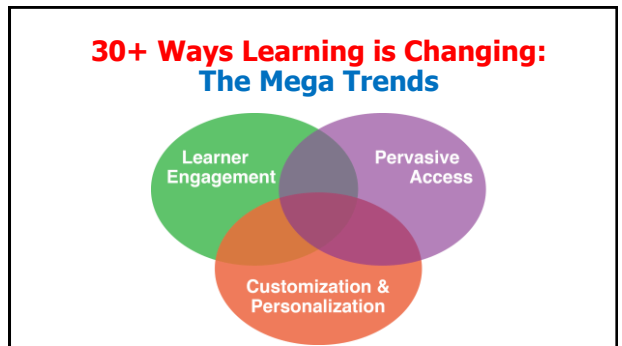 30+ Ways Learning is Changing:
The Mega Trends
Learner
Engagement
Pervasive
Access
Customization &
Personalization